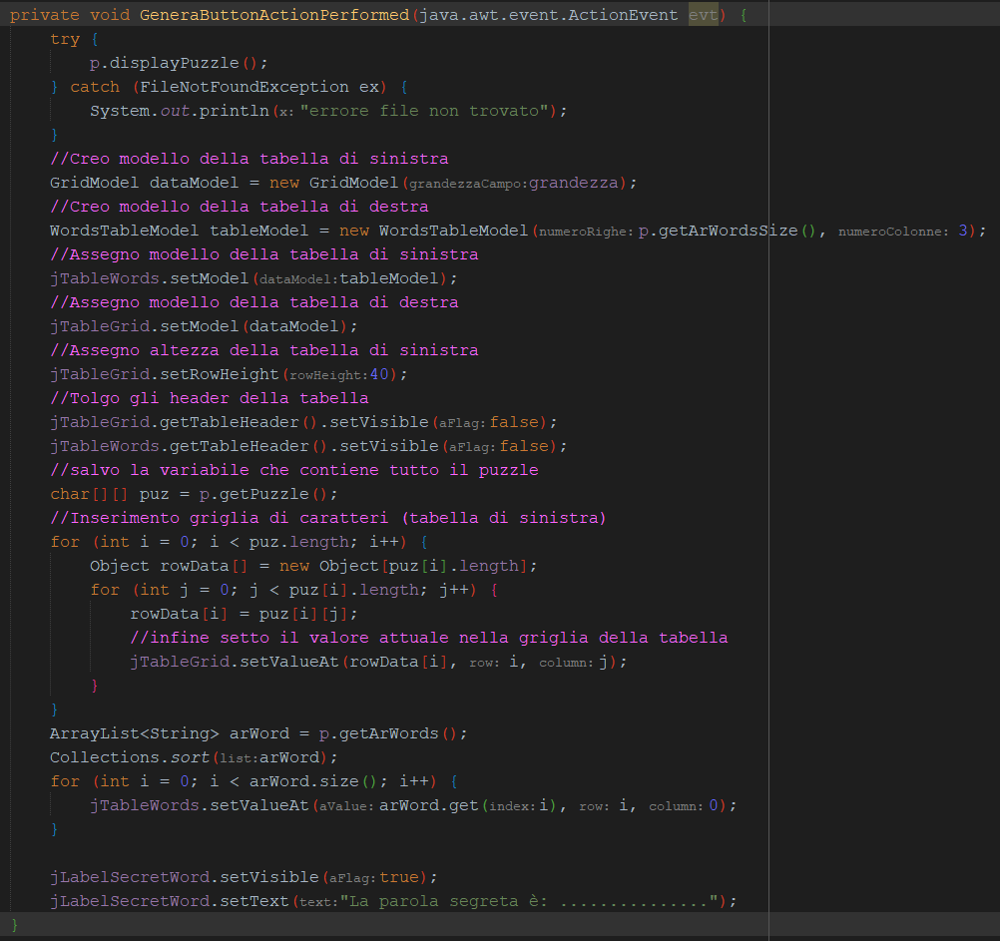 private void GeneraButtonActionPerformed(java.awt.event.ActionEvent evt) {
    try {
        p.displayPuzzle();
    } catch (FileNotFoundException ex) {
        System.out.println(x: "errore file non trovato");
    }
    //Creo modello della tabella di sinistra
    GridModel dataModel = new GridModel(grandezzaCampo:grandezza);
    //Creo modello della tabella di destra
    WordsTableModel tableModel = new WordsTableModel(numeroRighe: p.getArWordsSize(), numeroColonne: 3);
    //Assegno modello della tabella di sinistra
    jTableWords.setModel(dataModel:tableModel);
    //Assegno modello della tabella di destra
    jTableGrid.setModel(dataModel);
    //Assegno altezza della tabella di sinistra
    jTableGrid.setRowHeight(rowHeight:40);
    //Tolgo gli header della tabella
    jTableGrid.getTableHeader().setVisible(aFlag: false);
    jTableWords.getTableHeader().setVisible(aFlag: false);
    //salvo la variabile che contiene tutto il puzzle
    char[][] puz = p.getPuzzle();
    //Inserimento griglia di caratteri (tabella di sinistra)
    for (int i = 0; i < puz.length; i++) {
        Object rowData[] = new Object[puz[i].length];
        for (int j = 0; j < puz[i].length; j++) {
            rowData[i] = puz[i][j];
            //infine setto il valore attuale nella griglia della tabella
            jTableGrid.setValueAt(rowData[i], row: i, column: j);
        }
    }
    ArrayList<String> arWord = p.getArWords();
    Collections.sort(list:arWord);
    for (int i = 0; i < arWord.size(); i++) {
        jTableWords.setValueAt(aValue: arWord.get(index:i), row: i, column: 0);
    }
    jLabelSecretWord.setVisible(aFlag: true);
    jLabelSecretWord.setText(text:"La parola segreta è: ...............");
}